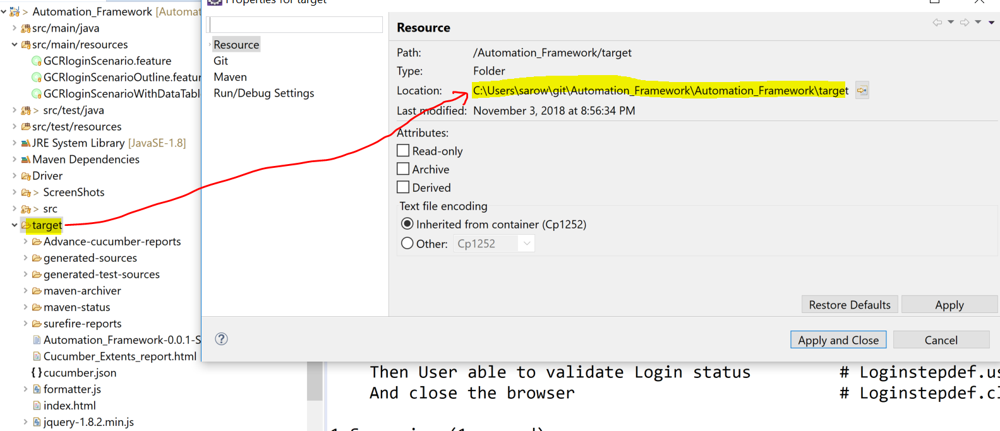 Properties for target
Automation_Framework [Automat
src/main/java
src/main/resources
GCRloginScenario.feature
GCRloginScenarioOutline.featur
GCRloginScenarioWithDataTabl
> src/test/java
src/test/resources
JRE System Library [JavaSE-1.8]
Maven Dependencies
Driver
> ScreenShots
> src
target
Advance-cucumber-reports
generated-sources
generated-test-sources
maven-archiver
maven-status
surefire-reports
Automation_Framework-0.0.1-S
Cucumber_Extents_report.html
cucumber.json
formatter.js
index.html
jquery-1.8.2.min.js
Resource
Git
Maven
Run/Debug Settings
Resource
Path: /Automation_Framework/target
Type: Folder
Location: C:\Users\sarow\git\Automation_Framework\Automation_Framework\target
Last modified: November 3, 2018 at 8:56:34 PM
Attributes:
Read-only
Archive
Derived
Text file encoding
Inherited from container (Cp1252)
Other: Cp1252
Restore Defaults Apply
Apply and Close Cancel
Then User able to validate Login status # Loginstepdef.us
And close the browser # Loginstepdef.cl